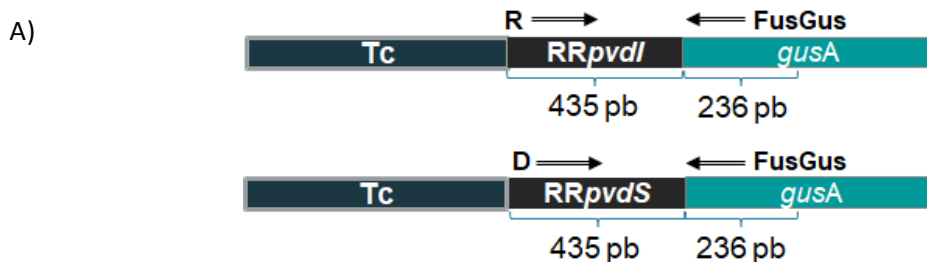 A)
R FusGus
Tc RRpvdI gusA
435 pb 236 pb
D FusGus
Tc RRpvdS gusA
435 pb 236 pb